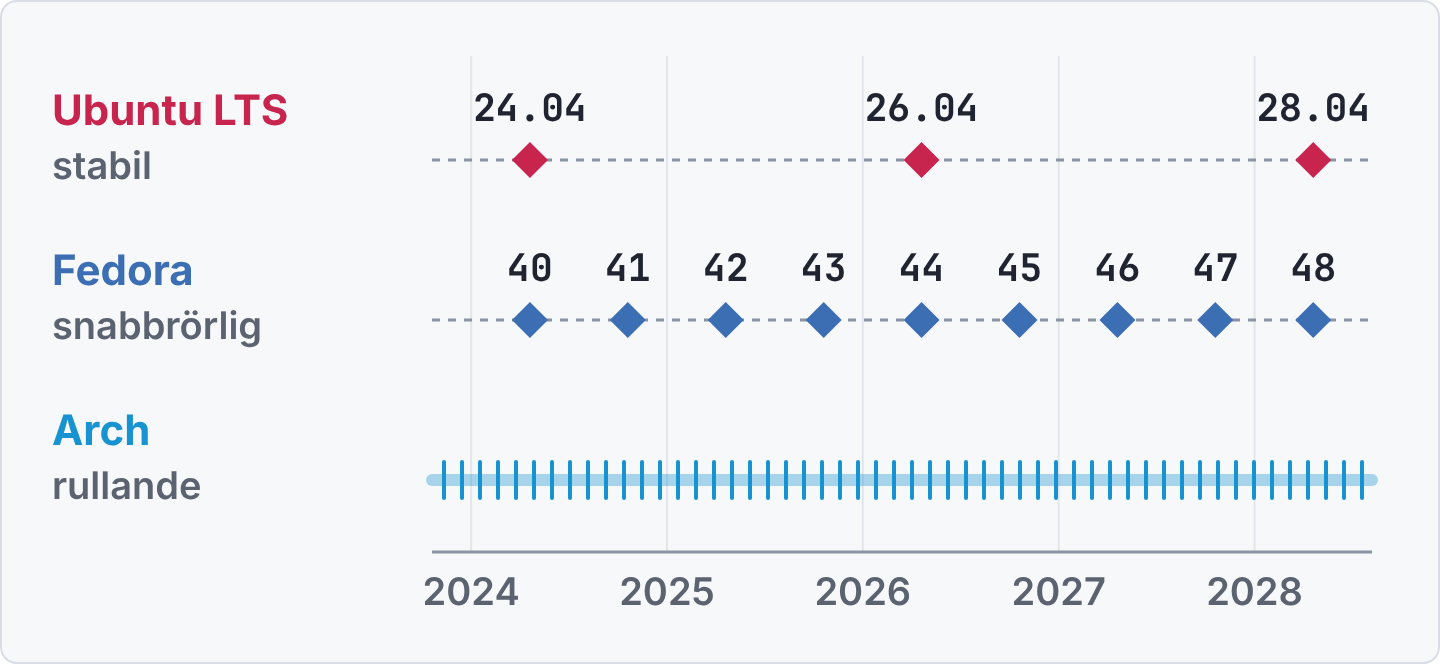 Ubuntu LTS
24.04 26.04 28.04
stabil
Fedora
40 41 42 43 44 45 46 47 48
snabbrörlig
Arch
rullande
2024 2025 2026 2027 2028